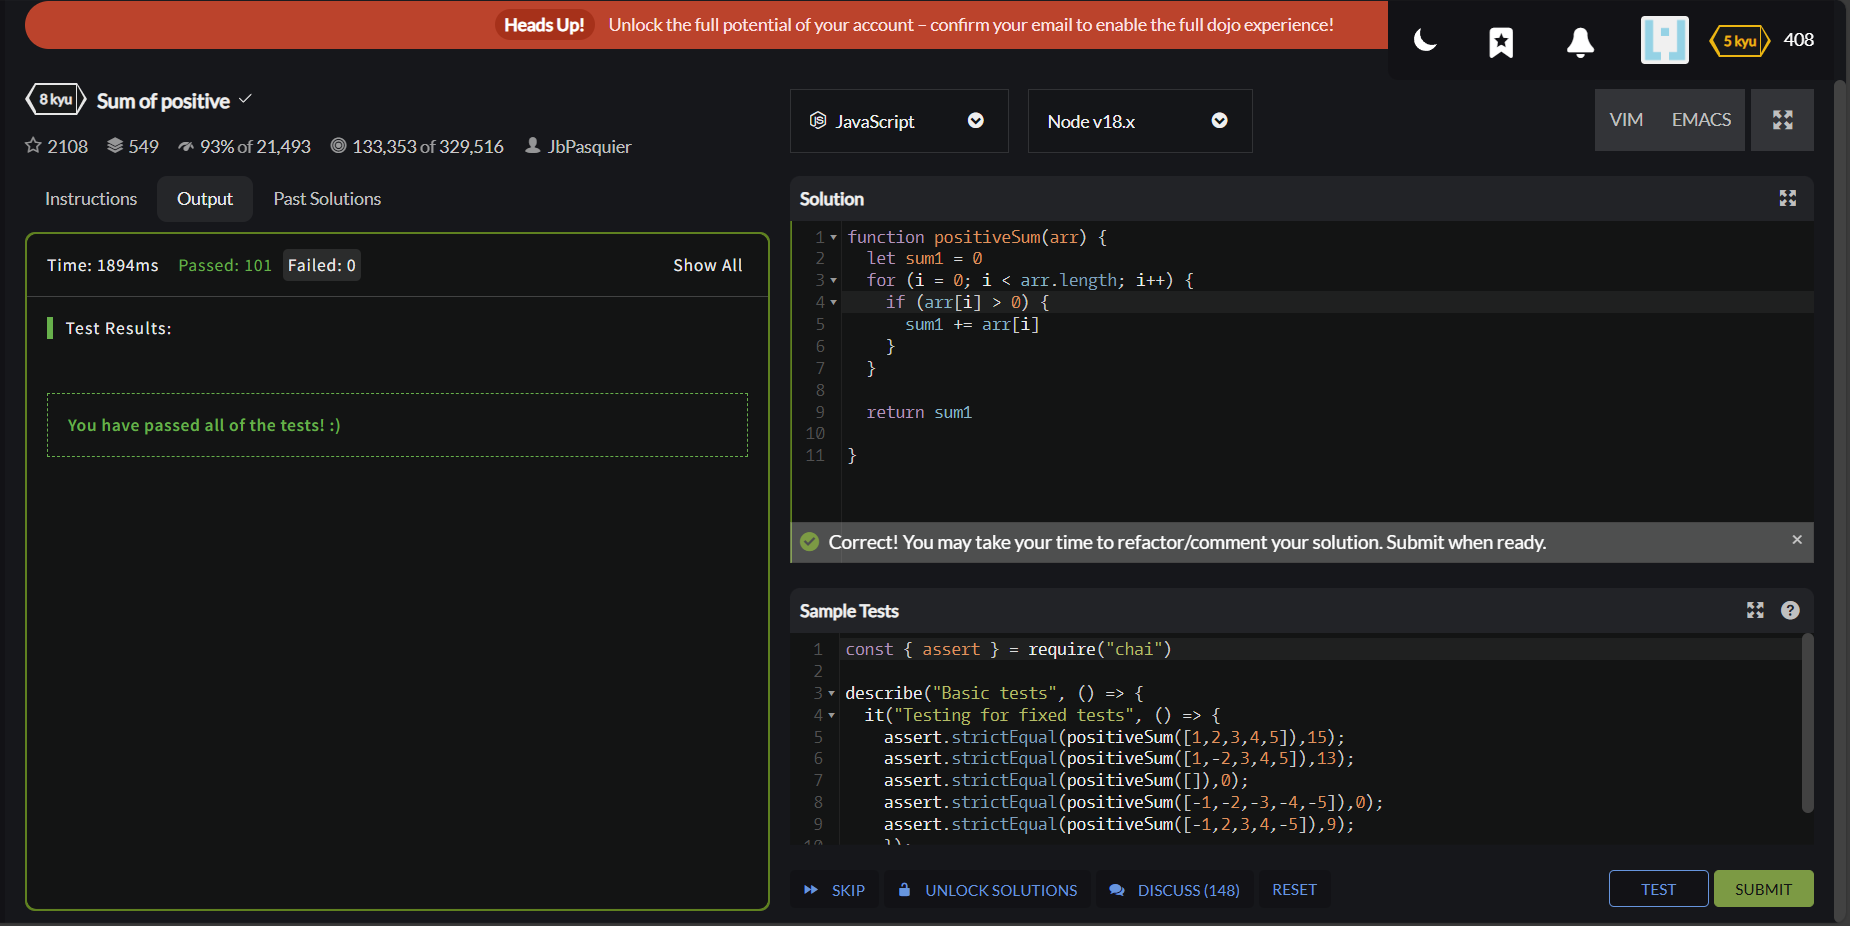 Heads Up! Unlock the full potential of your account – confirm your email to enable the full dojo experience!
5 kyu 408
8 kyu Sum of positive
2108 549 93% of 21,493 133,353 of 329,516 JbPasquier
JavaScript Node v18.x VIM EMACS
Instructions Output Past Solutions
Time: 1894ms Passed: 101 Failed: 0 Show All
Test Results:
You have passed all of the tests! :)
Solution
1 function positiveSum(arr) {
2 let sum1 = 0
3 for (i = 0; i < arr.length; i++) {
4 if (arr[i] > 0) {
5 sum1 += arr[i]
6 }
7 }
8
9 return sum1
10
11 }
Correct! You may take your time to refactor/comment your solution. Submit when ready.
Sample Tests
1 const { assert } = require("chai")
2
3 describe("Basic tests", () => {
4 it("Testing for fixed tests", () => {
5 assert.strictEqual(positiveSum([1,2,3,4,5]),15);
6 assert.strictEqual(positiveSum([1,-2,3,4,5]),13);
7 assert.strictEqual(positiveSum([]),0);
8 assert.strictEqual(positiveSum([-1,-2,-3,-4,-5]),0);
9 assert.strictEqual(positiveSum([-1,2,3,4,-5]),9);
10 });
SKIP UNLOCK SOLUTIONS DISCUSS (148) RESET TEST SUBMIT